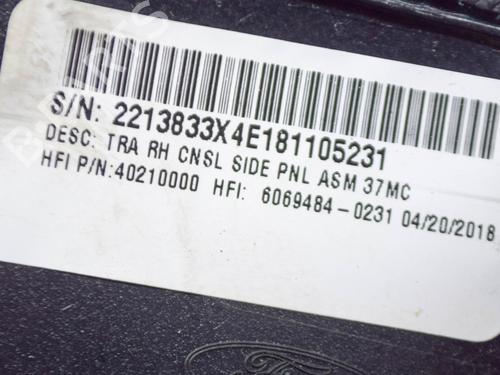 S/N: 2213833X4E181105231
DESC: TRA RH CNSL SIDE PNL ASM 37MC
HFI P/N:40210000 HFI: 6069484-0231 04/20/2018